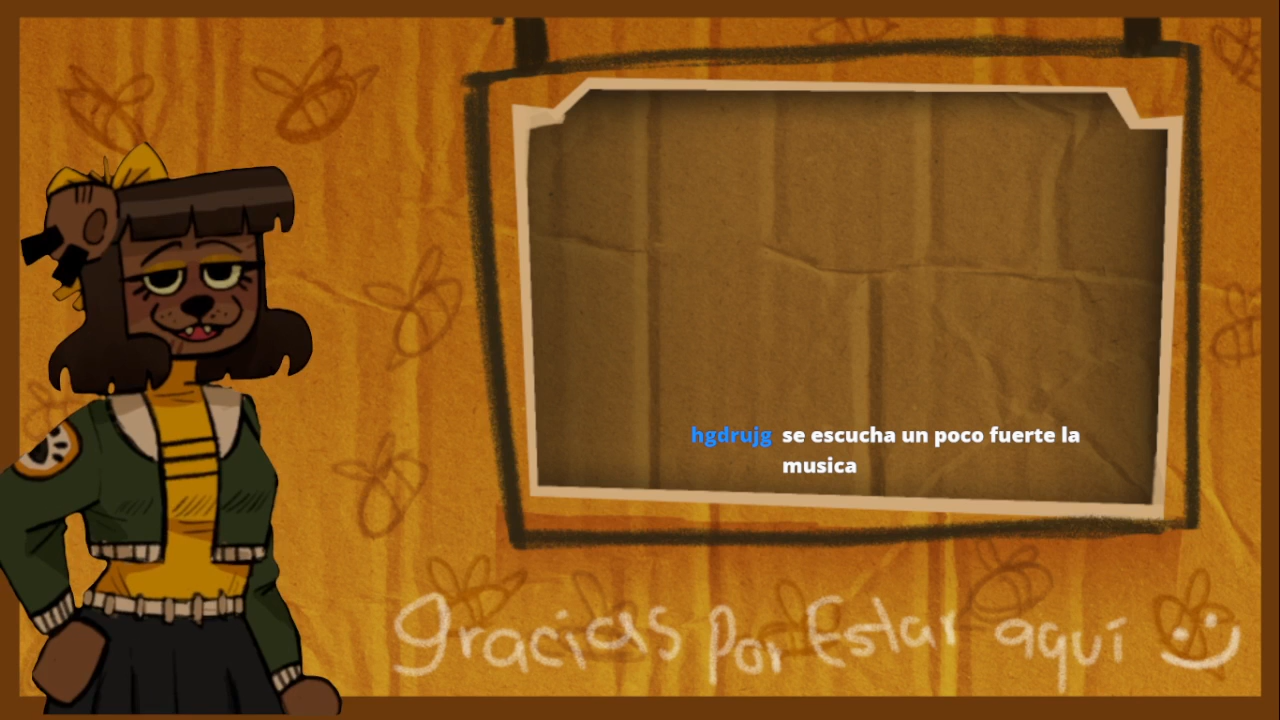 hgdrujg se escucha un poco fuerte la
musica
gracias por Estar aquí